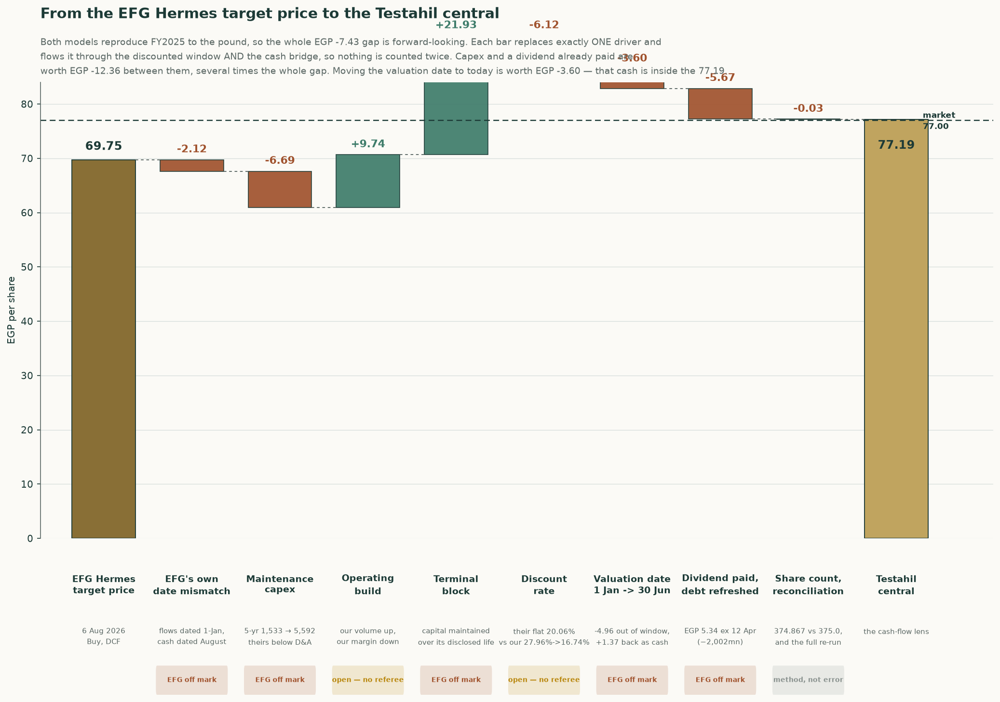 From the EFG Hermes target price to the Testahil central
+21.93
-6.12
Both models reproduce FY2025 to the pound, so the whole EGP -7.43 gap is forward-looking. Each bar replaces exactly ONE driver and
flows it through the discounted window AND the cash bridge, so nothing is counted twice. Capex and a dividend already paid are
-3.60
worth EGP -12.36 between them, several times the whole gap. Moving the valuation date to today is worth EGP -3.60 — that cash is inside the 77.19.
-5.67
-0.03
market
77.00
69.75
-2.12
-6.69
+9.74
77.19
EGP per share
80
70
60
50
40
30
20
10
0
EFG Hermes
target price
EFG's own
date mismatch
Maintenance
capex
Operating
build
Terminal
block
Discount
rate
Valuation date
1 Jan -> 30 Jun
Dividend paid,
debt refreshed
Share count,
reconciliation
Testahil
central
6 Aug 2026
Buy, DCF
flows dated 1-Jan,
cash dated August
5-yr 1,533 → 5,592
theirs below D&A
our volume up,
our margin down
capital maintained
over its disclosed life
their flat 20.06%
vs our 27.96%->16.74%
-4.96 out of window,
+1.37 back as cash
EGP 5.34 ex 12 Apr
(−2,002mn)
374.867 vs 375.0,
and the full re-run
the cash-flow lens
EFG off mark
EFG off mark
open — no referee
EFG off mark
open — no referee
EFG off mark
EFG off mark
method, not error